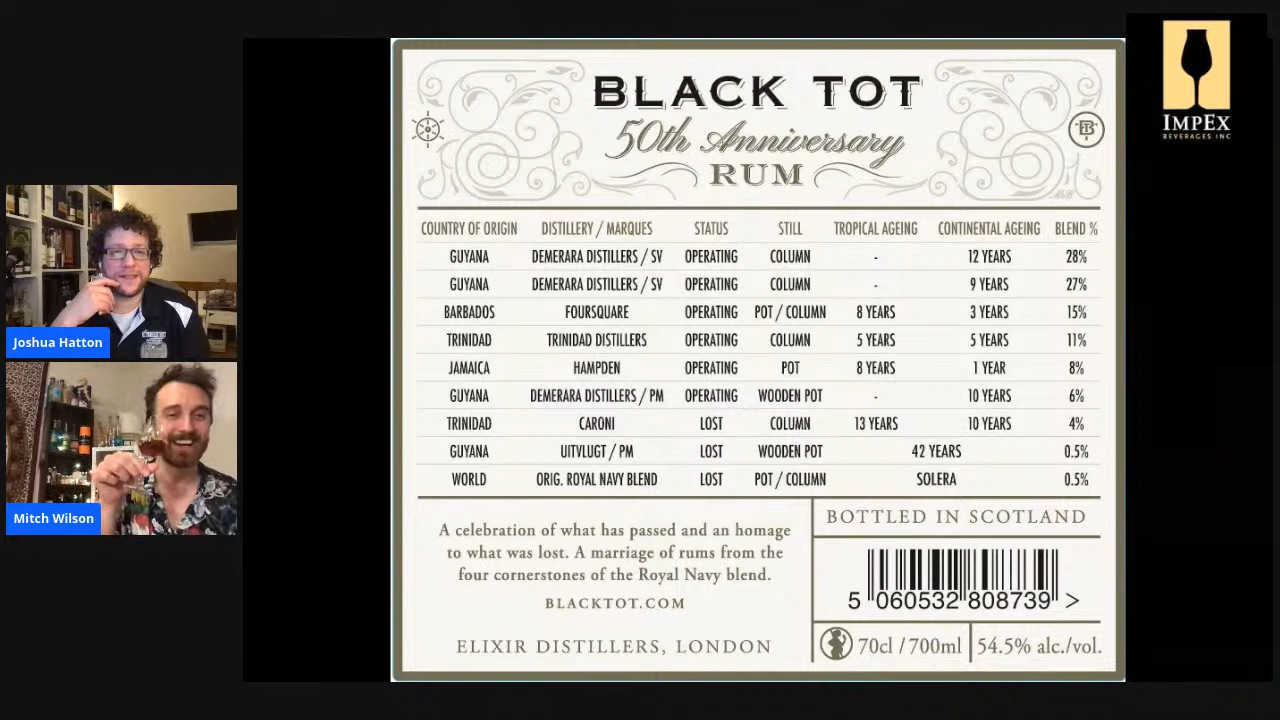 BLACK TOT
50th Anniversary
RUM
COUNTRY OF ORIGIN DISTILLERY / MARQUES STATUS STILL TROPICAL AGEING CONTINENTAL AGEING BLEND %
GUYANA DEMERARA DISTILLERS / SV OPERATING COLUMN - 12 YEARS 28%
GUYANA DEMERARA DISTILLERS / SV OPERATING COLUMN - 9 YEARS 27%
BARBADOS FOURSQUARE OPERATING POT / COLUMN 8 YEARS 3 YEARS 15%
TRINIDAD TRINIDAD DISTILLERS OPERATING COLUMN 5 YEARS 5 YEARS 11%
JAMAICA HAMPDEN OPERATING POT 8 YEARS 1 YEAR 8%
GUYANA DEMERARA DISTILLERS / PM OPERATING WOODEN POT - 10 YEARS 6%
TRINIDAD CARONI LOST COLUMN 13 YEARS 10 YEARS 4%
GUYANA UITVLUGT / PM LOST WOODEN POT 42 YEARS 0.5%
WORLD ORIG. ROYAL NAVY BLEND LOST POT / COLUMN SOLERA 0.5%
A celebration of what has passed and an homage
to what was lost. A marriage of rums from the
four cornerstones of the Royal Navy blend.
BLACKTOT.COM
ELIXIR DISTILLERS, LONDON
BOTTLED IN SCOTLAND
5 060532 808739 >
70cl / 700ml 54.5% alc./vol.
IMPEX
BEVERAGES INC
Joshua Hatton
Mitch Wilson